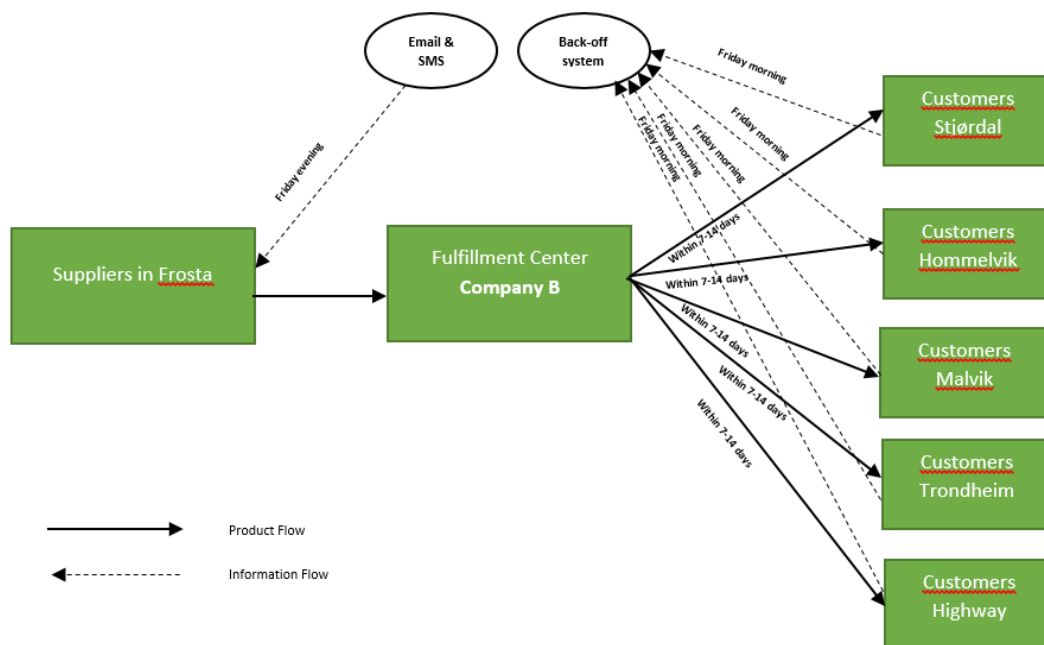 Email &
SMS
Back-off
system
Friday morning
Customers
Stjørdal
Friday morning
Friday morning
Friday morning
Friday morning
Friday evening
Within 7-14 days
Customers
Hommelvik
Suppliers in Frosta
Fulfillment Center
Company B
Within 7-14 days
Within 7-14 days
Customers
Malvik
Within 7-14 days
Within 7-14 days
Customers
Trondheim
Product Flow
Information Flow
Customers
Highway